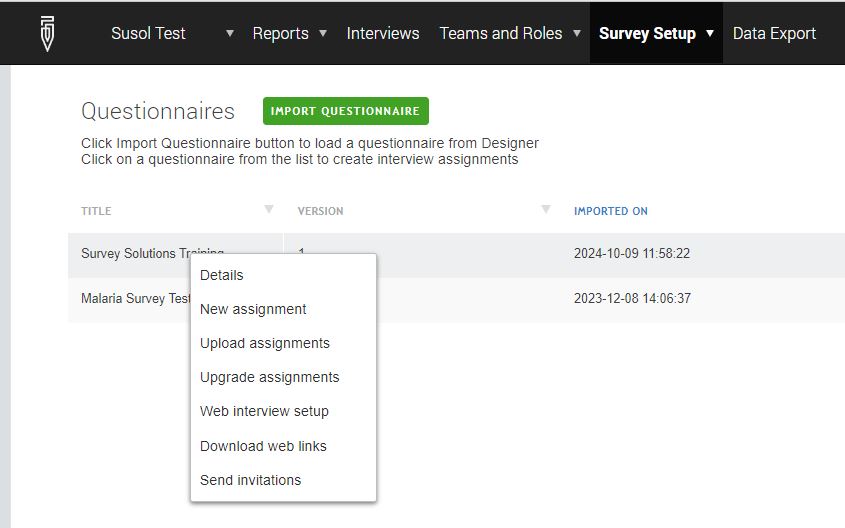 Susol Test Reports Interviews Teams and Roles Survey Setup Data Export
Questionnaires IMPORT QUESTIONNAIRE
Click Import Questionnaire button to load a questionnaire from Designer
Click on a questionnaire from the list to create interview assignments
TITLE VERSION IMPORTED ON
Survey Solutions Training 1 2024-10-09 11:58:22
Malaria Survey Test 2023-12-08 14:06:37
Details
New assignment
Upload assignments
Upgrade assignments
Web interview setup
Download web links
Send invitations